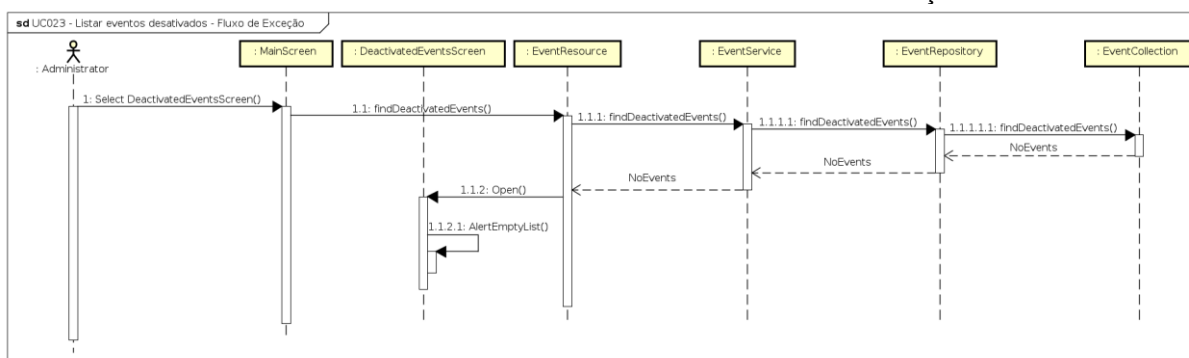 sd UC023 - Listar eventos desativados - Fluxo de Exceção
: Administrator
: MainScreen
: DeactivatedEventsScreen
: EventResource
: EventService
: EventRepository
: EventCollection
1: Select DeactivatedEventsScreen()
1.1: findDeactivatedEvents()
1.1.1: findDeactivatedEvents()
1.1.1.1: findDeactivatedEvents()
1.1.1.1.1: findDeactivatedEvents()
NoEvents
NoEvents
NoEvents
1.1.2: Open()
1.1.2.1: AlertEmptyList()